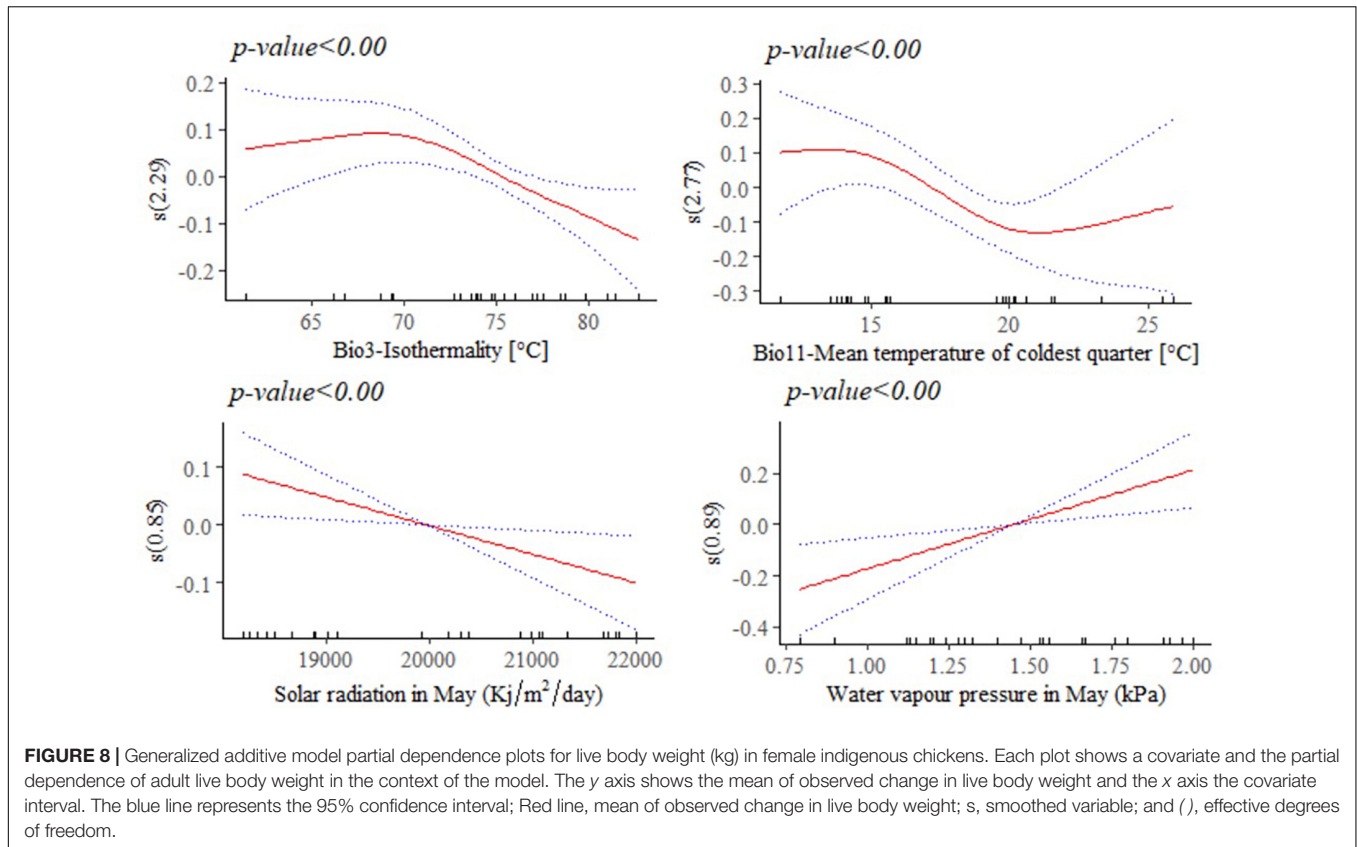 p-value<0.00
0.2
0.1
0.0
-0.1
-0.2
s(2.29)
65 70 75 80
Bio3-Isothermality [°C]
p-value<0.00
0.3
0.2
0.1
0.0
-0.1
-0.2
-0.3
s(2.77)
15 20 25
Bio11-Mean temperature of coldest quarter [°C]
p-value<0.00
0.1
0.0
-0.1
s(0.85)
19000 20000 21000 22000
Solar radiation in May (Kj/m²/day)
p-value<0.00
0.2
0.0
-0.2
-0.4
s(0.89)
0.75 1.00 1.25 1.50 1.75 2.00
Water vapour pressure in May (kPa)
FIGURE 8 | Generalized additive model partial dependence plots for live body weight (kg) in female indigenous chickens. Each plot shows a covariate and the partial
dependence of adult live body weight in the context of the model. The y axis shows the mean of observed change in live body weight and the x axis the covariate
interval. The blue line represents the 95% confidence interval; Red line, mean of observed change in live body weight; s, smoothed variable; and (), effective degrees
of freedom.